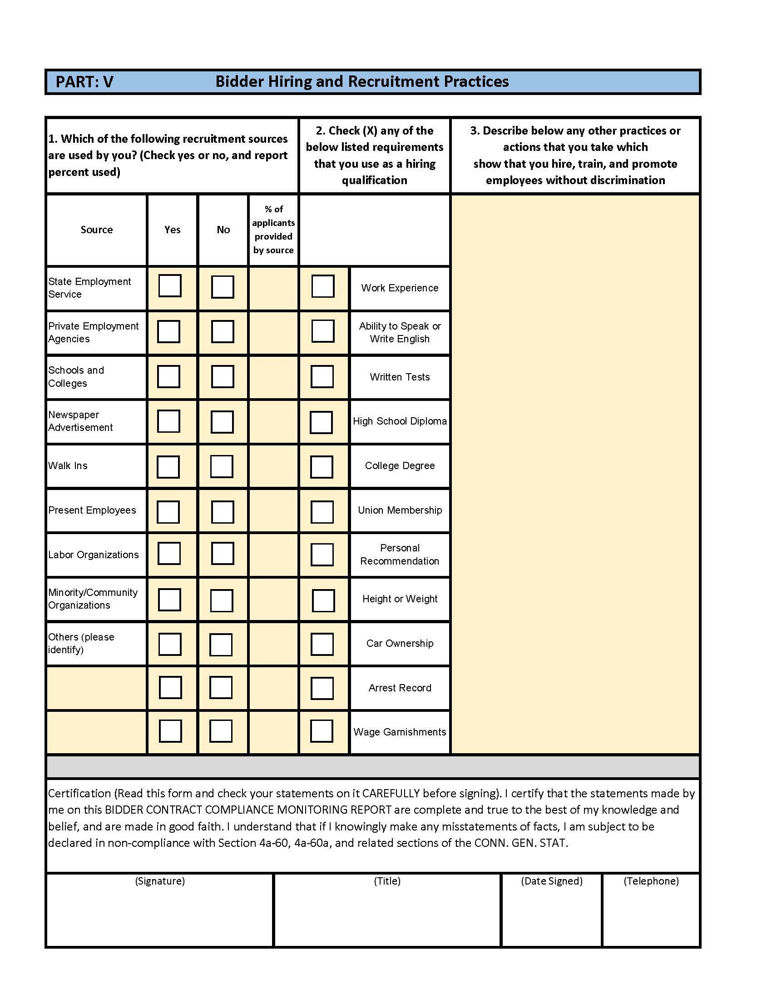 PART: V Bidder Hiring and Recruitment Practices
1. Which of the following recruitment sources
are used by you? (Check yes or no, and report
percent used)
2. Check (X) any of the
below listed requirements
that you use as a hiring
qualification
3. Describe below any other practices or
actions that you take which
show that you hire, train, and promote
employees without discrimination
Source
Yes
No
% of
applicants
provided
by source
State Employment
Service
Work Experience
Private Employment
Agencies
Ability to Speak or
Write English
Schools and
Colleges
Written Tests
Newspaper
Advertisement
High School Diploma
Walk Ins
College Degree
Present Employees
Union Membership
Labor Organizations
Personal
Recommendation
Minority/Community
Organizations
Height or Weight
Others (please
identify)
Car Ownership
Arrest Record
Wage Garnishments
Certification (Read this form and check your statements on it CAREFULLY before signing). I certify that the statements made by
me on this BIDDER CONTRACT COMPLIANCE MONITORING REPORT are complete and true to the best of my knowledge and
belief, and are made in good faith. I understand that if I knowingly make any misstatements of facts, I am subject to be
declared in non-compliance with Section 4a-60, 4a-60a, and related sections of the CONN. GEN. STAT.
(Signature)
(Title)
(Date Signed)
(Telephone)